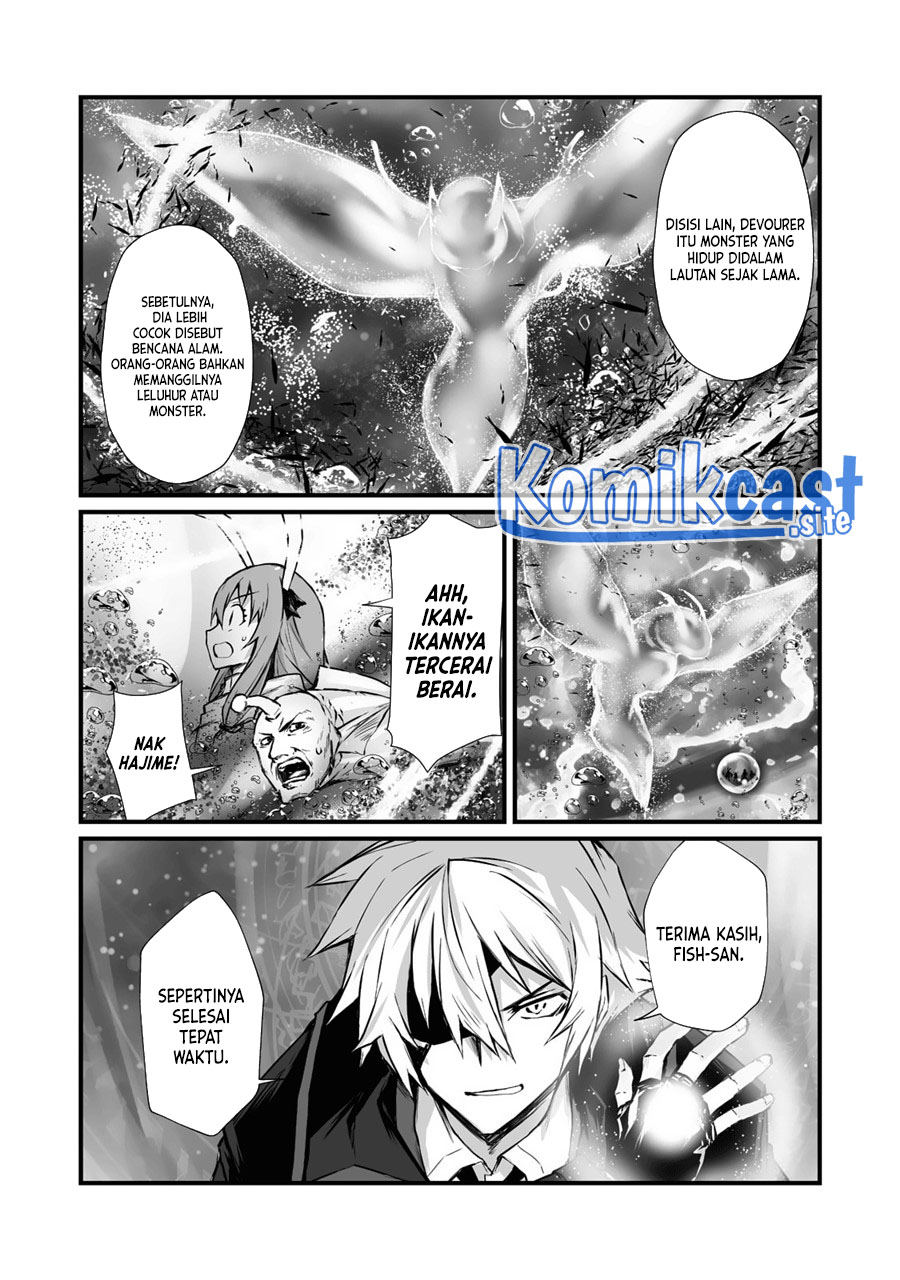 DISISI LAIN, DEVOURER
ITU MONSTER YANG
HIDUP DIDALAM
LAUTAN SEJAK LAMA.
SEBETULNYA,
DIA LEBIH
COCOK DISEBUT
BENCANA ALAM.
ORANG-ORANG BAHKAN
MEMANGGILNYA
LELUHUR ATAU
MONSTER.
Komikcast
.site
AHH,
IKAN-
IKANNYA
TERCERAI
BERAI.
NAK
HAJIME!
TERIMA KASIH,
FISH-SAN.
SEPERTINYA
SELESAI
TEPAT
WAKTU.